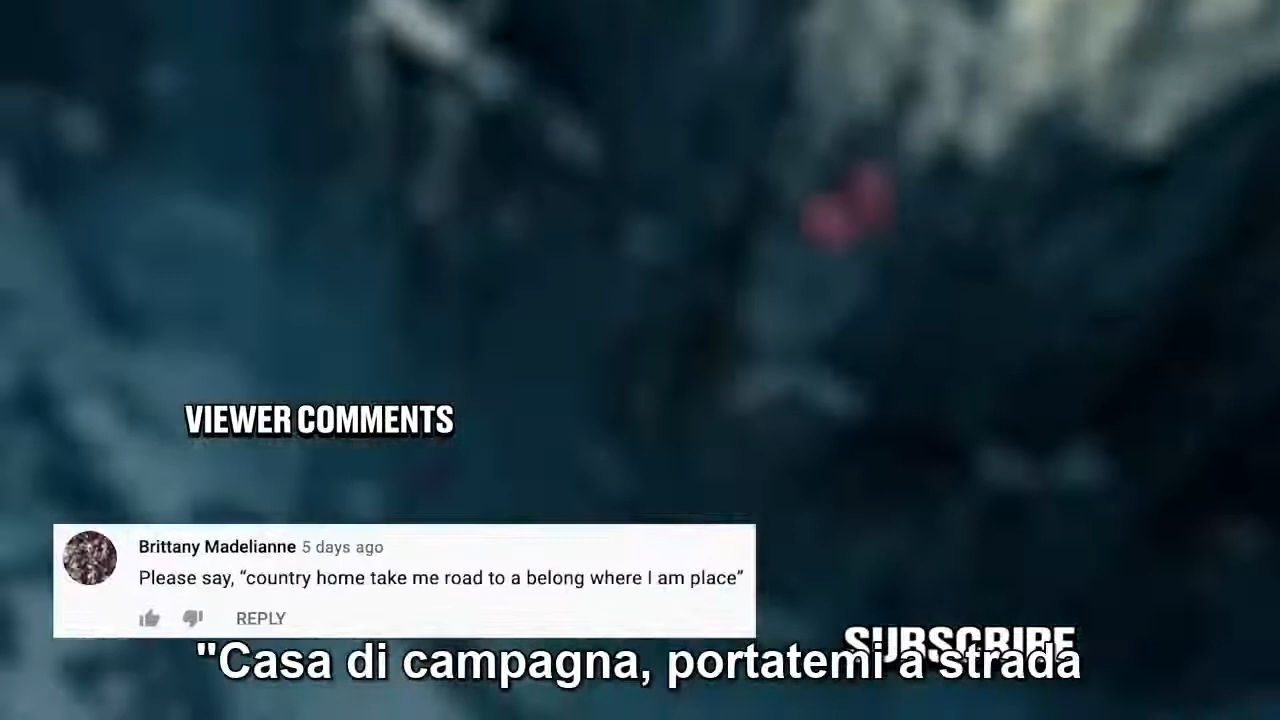 VIEWER COMMENTS
Brittany Madelianne 5 days ago
Please say, “country home take me road to a belong where I am place”
REPLY
SUBSCRIBE
"Casa di campagna, portatemi a strada